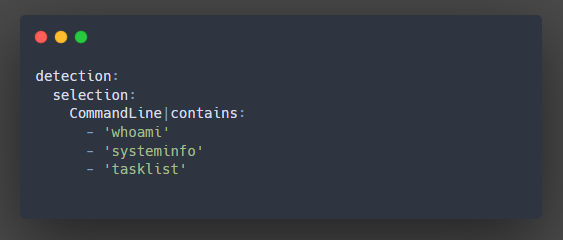 detection:
  selection:
    CommandLine|contains:
      - 'whoami'
      - 'systeminfo'
      - 'tasklist'